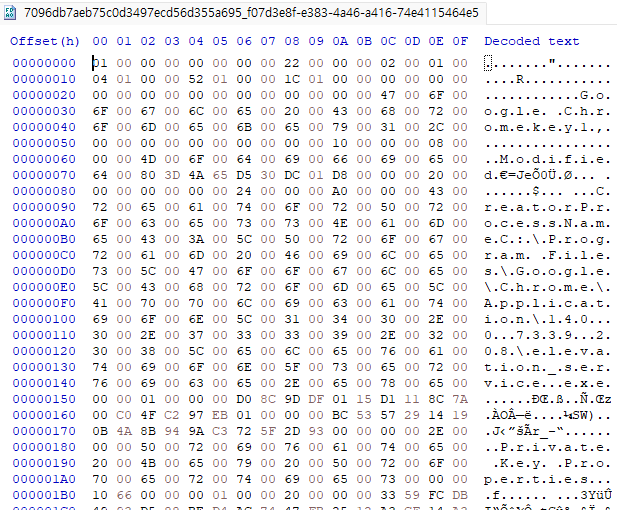 7096db7aeb75c0d3497ecd56d355a695_f07d3e8f-e383-4a46-a416-74e4115464e5
Offset(h) 00 01 02 03 04 05 06 07 08 09 0A 0B 0C 0D 0E 0F Decoded text
00000000 01 00 00 00 00 00 00 22 00 00 00 02 00 01 00 .......".......
00000010 04 01 00 00 52 01 00 00 1C 01 00 00 00 00 00 00 ....R...........
00000020 00 00 00 00 00 00 00 00 00 00 00 00 47 00 6F 00 ............G.o.
00000030 6F 00 67 00 6C 00 65 00 20 00 43 00 68 00 72 00 o.g.l.e. .C.h.r.
00000040 6F 00 6D 00 65 00 6B 00 65 00 79 00 31 00 2C 00 o.m.e.k.e.y.1.,.
00000050 00 00 00 00 00 00 00 00 00 00 10 00 00 00 08 00 ................
00000060 00 00 4D 00 6F 00 64 00 69 00 66 00 69 00 65 00 ..M.o.d.i.f.i.e.
00000070 64 00 80 3D 4A 65 D5 30 DC 01 D8 00 00 00 20 00 d.€=JeÕ0Ü.Ø... .
00000080 00 00 00 00 00 00 24 00 00 00 A0 00 00 00 43 00 ......$... ...C.
00000090 72 00 65 00 61 00 74 00 6F 00 72 00 50 00 72 00 r.e.a.t.o.r.P.r.
000000A0 6F 00 63 00 65 00 73 00 73 00 4E 00 61 00 6D 00 o.c.e.s.s.N.a.m.
000000B0 65 00 43 00 3A 00 5C 00 50 00 72 00 6F 00 67 00 e.C.:.\.P.r.o.g.
000000C0 72 00 61 00 6D 00 20 00 46 00 69 00 6C 00 65 00 r.a.m. .F.i.l.e.
000000D0 73 00 5C 00 47 00 6F 00 6F 00 67 00 6C 00 65 00 s.\.G.o.o.g.l.e.
000000E0 5C 00 43 00 68 00 72 00 6F 00 6D 00 65 00 5C 00 \.C.h.r.o.m.e.\.
000000F0 41 00 70 00 70 00 6C 00 69 00 63 00 61 00 74 00 A.p.p.l.i.c.a.t.
00000100 69 00 6F 00 6E 00 5C 00 31 00 34 00 30 00 2E 00 i.o.n.\.1.4.0...
00000110 30 00 2E 00 37 00 33 00 33 00 39 00 2E 00 32 00 0...7.3.3.9...2.
00000120 30 00 38 00 5C 00 65 00 6C 00 65 00 76 00 61 00 0.8.\.e.l.e.v.a.
00000130 74 00 69 00 6F 00 6E 00 5F 00 73 00 65 00 72 00 t.i.o.n._.s.e.r.
00000140 76 00 69 00 63 00 65 00 2E 00 65 00 78 00 65 00 v.i.c.e...e.x.e.
00000150 00 00 01 00 00 00 D0 8C 9D DF 01 15 D1 11 8C 7A ......ÐŒ.ß..Ñ.Œz
00000160 00 C0 4F C2 97 EB 01 00 00 00 BC 53 57 29 14 19 .ÀOÂ—ë....¼SW)..
00000170 0B 4A 8B 94 9A C3 72 5F 2D 93 00 00 00 00 2E 00 .J‹"šÃr_-“......
00000180 00 00 50 00 72 00 69 00 76 00 61 00 74 00 65 00 ..P.r.i.v.a.t.e.
00000190 20 00 4B 00 65 00 79 00 20 00 50 00 72 00 6F 00 .K.e.y. .P.r.o.
000001A0 70 00 65 00 72 00 74 00 69 00 65 00 73 00 00 00 p.e.r.t.i.e.s...
000001B0 10 66 00 00 00 01 00 00 20 00 00 00 33 59 FC DB .f...... ...3YüÛ